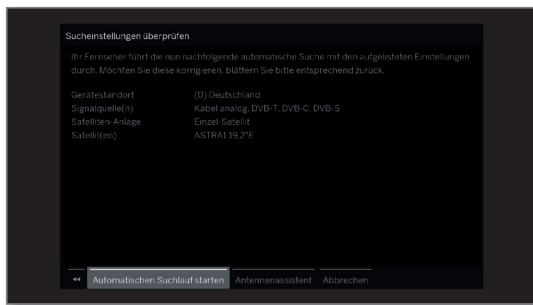 Sucheinstellungen überprüfen
Ihr Fernseher führt die nun nachfolgende automatische Suche mit den aufgelisteten Einstellungen
durch. Möchten Sie diese korrigieren, blättern Sie bitte entsprechend zurück.
Gerätestandort (D) Deutschland
Signalquelle(n) Kabel analog, DVB-T, DVB-C, DVB-S
Satelliten-Anlage Einzel-Satellit
Satellit(en) ASTRA1 19,2°E
Automatischen Suchlauf starten Antennenassistent Abbrechen